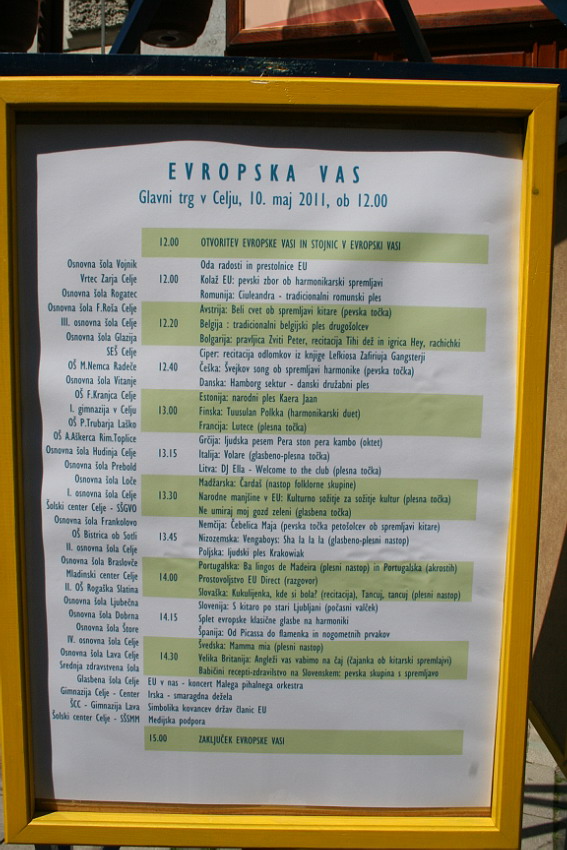 EVROPSKA VAS
Glavni trg v Celju, 10. maj 2011, ob 12.00
12.00 OTVORITEV EVROPSKE VASI IN STOJNIC V EVROPSKI VASI
Osnovna šola Vojnik Oda radosti in prestolnice EU
Vrtec Zarja Celje 12.00 Kolaž EU: pevski zbor ob harmonikarski spremljavi
Osnovna šola Rogatec Romunija: Ciuleandra - tradicionalni romunski ples
Osnovna šola F.Roša Celje Avstrija: Beli cvet ob spremljavi kitare (pevska točka)
III. osnovna šola Celje 12.20 Belgija : tradicionalni belgijski ples drugošolcev
Osnovna šola Glazija Bolgarija: pravljica Zviti Peter, recitacija Tihi dež in igrica Hey, rachichki
SEŠ Celje Ciper: recitacija odlomkov iz knjige Lefkiosa Zafiriuja Gangsterji
OŠ M.Nemca Radeče 12.40 Češka: Švejkov song ob spremljavi harmonike (pevska točka)
Osnovna šola Vitanje Danska: Hamborg sektur - danski družabni ples
OŠ F.Kranjca Celje Estonija: narodni ples Kaera Jaan
I. gimnazija v Celju 13.00 Finska: Tuusulan Polkka (harmonikarski duet)
OŠ P.Trubarja Laško Francija: Lutece (plesna točka)
OŠ A.Aškerca Rim.Toplice Grčija: ljudska pesem Pera ston pera kambo (oktet)
Osnovna šola Hudinja Celje 13.15 Italija: Volare (glasbeno-plesna točka)
Osnovna šola Prebold Litva: DJ Ella - Welcome to the club (plesna točka)
Osnovna šola Loče Madžarska: Čardaš (nastop folklorne skupine)
I. osnovna šola Celje 13.30 Narodne manjšine v EU: Kulturno sožitje za sožitje kultur (plesna točka)
Šolski center Celje - SŠGVO Ne umiraj moj gozd zeleni (glasbena točka)
Osnovna šola Frankolovo Nemčija: Čebelica Maja (pevska točka petošolcev ob spremljavi kitare)
OŠ Bistrica ob Sotli 13.45 Nizozemska: Vengaboys: Sha la la la (glasbeno-plesni nastop)
II. osnovna šola Celje Poljska: ljudski ples Krakowiak
Osnovna šola Braslovče Portugalska: Ba lingos de Madeira (plesni nastop) in Portugalska (akrostih)
Mladinski center Celje 14.00 Prostovoljstvo EU Direct (razgovor)
II. OŠ Rogaška Slatina Slovaška: Kukulijenka, kde si bola? (recitacija), Tancuj, tancuj (plesni nastop)
Osnovna šola Ljubečna Slovenija: S kitaro po stari Ljubljani (počasni valček)
Osnovna šola Dobrna 14.15 Splet evropske klasične glasbe na harmoniki
Osnovna šola Štore Španija: Od Picassa do flamenka in nogometnih prvakov
IV. osnovna šola Celje Švedska: Mamma mia (plesni nastop)
Osnovna šola Lava Celje 14.30 Velika Britanija: Angleži vas vabimo na čaj (čajanka ob kitarski spremlajvi)
Srednja zdravstvena šola Babičini recepti-zdravilstvo na Slovenskem: pevska skupina s spremljavo
Glasbena šola Celje EU v nas - koncert Malega pihalnega orkestra
Gimnazija Celje - Center Irska - smaragdna dežela
ŠCC - Gimnazija Lava Simbolika kovancev držav članic EU
Šolski center Celje - SŠSMM Medijska podpora
15.00 ZAKLJUČEK EVROPSKE VASI